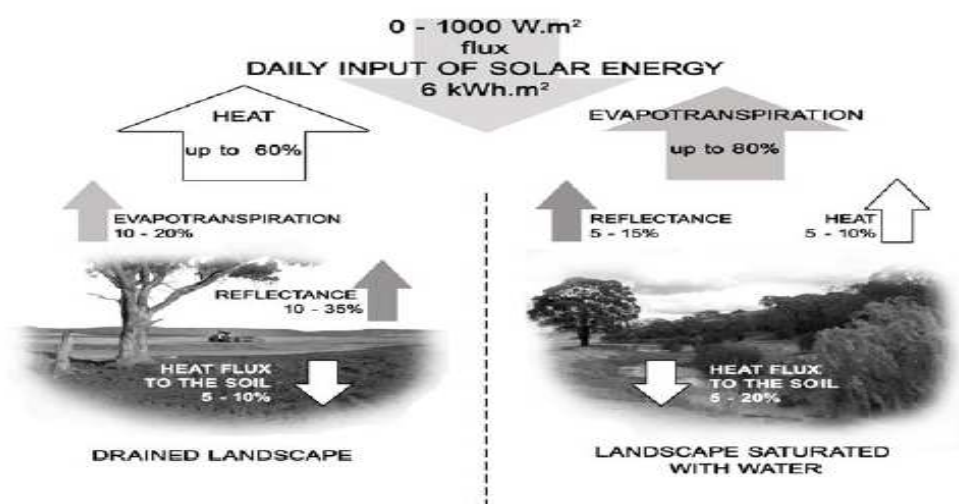 0 - 1000 W.m²
flux
DAILY INPUT OF SOLAR ENERGY
6 kWh.m²
HEAT
up to 60%
EVAPOTRANSPIRATION
10 - 20%
REFLECTANCE
10 - 35%
HEAT FLUX
TO THE SOIL
5 - 10%
DRAINED LANDSCAPE
EVAPOTRANSPIRATION
up to 80%
REFLECTANCE
5 - 15%
HEAT
5 - 10%
HEAT FLUX
TO THE SOIL
5 - 20%
LANDSCAPE SATURATED
WITH WATER